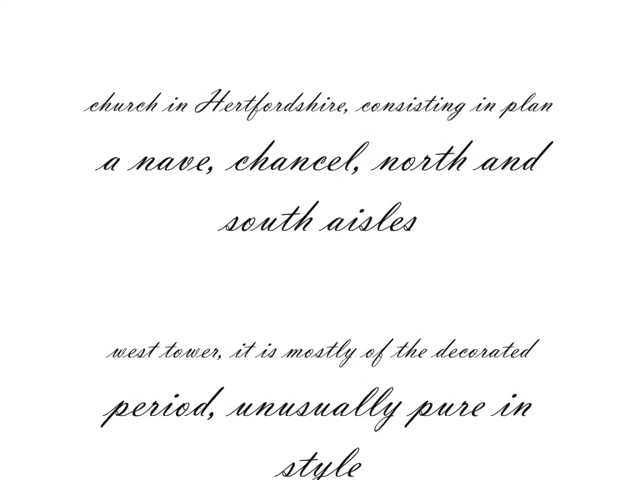 church in Hertfordshire, consisting in plan
a nave, chancel, north and
south aisles
west tower, it is mostly of the decorated
period, unusually pure in
style